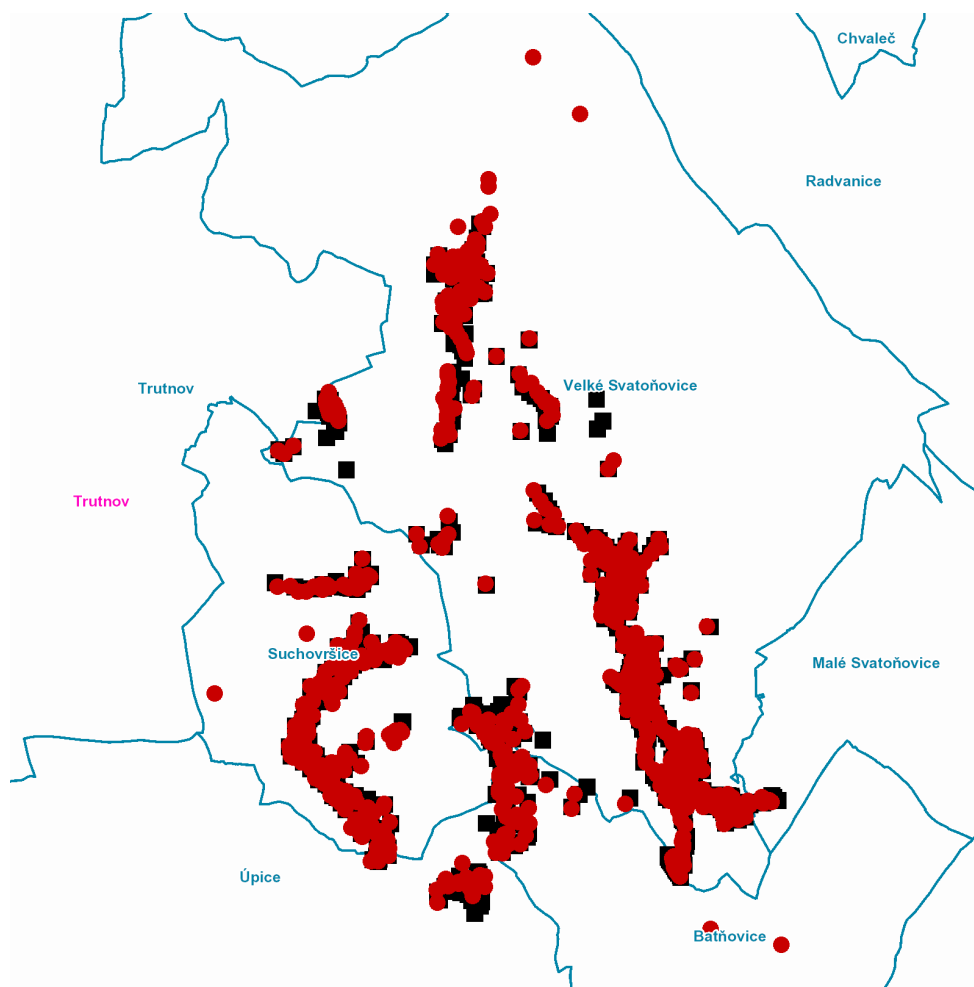 Chvaleč
Radvanice
Trutnov
Velké Svatoňovice
Trutnov
Suchovršice
Malé Svatoňovice
Úpice
Batňovice